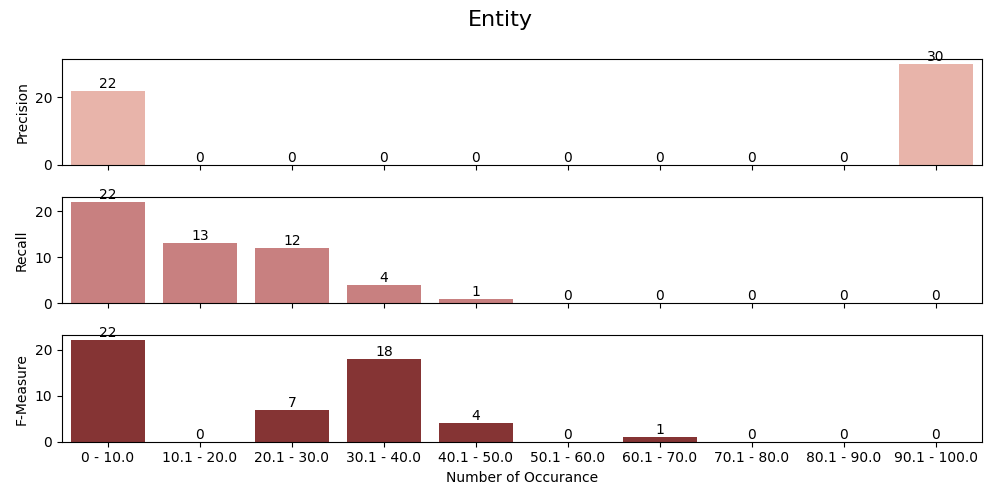 Entity
Precision
20
0
22
0
0
0
0
0
0
0
0
30
Recall
20
10
0
22
13
12
4
1
0
0
0
0
0
F-Measure
20
10
0
22
0
7
18
4
0
1
0
0
0
0 - 10.0
10.1 - 20.0
20.1 - 30.0
30.1 - 40.0
40.1 - 50.0
50.1 - 60.0
60.1 - 70.0
70.1 - 80.0
80.1 - 90.0
90.1 - 100.0
Number of Occurance